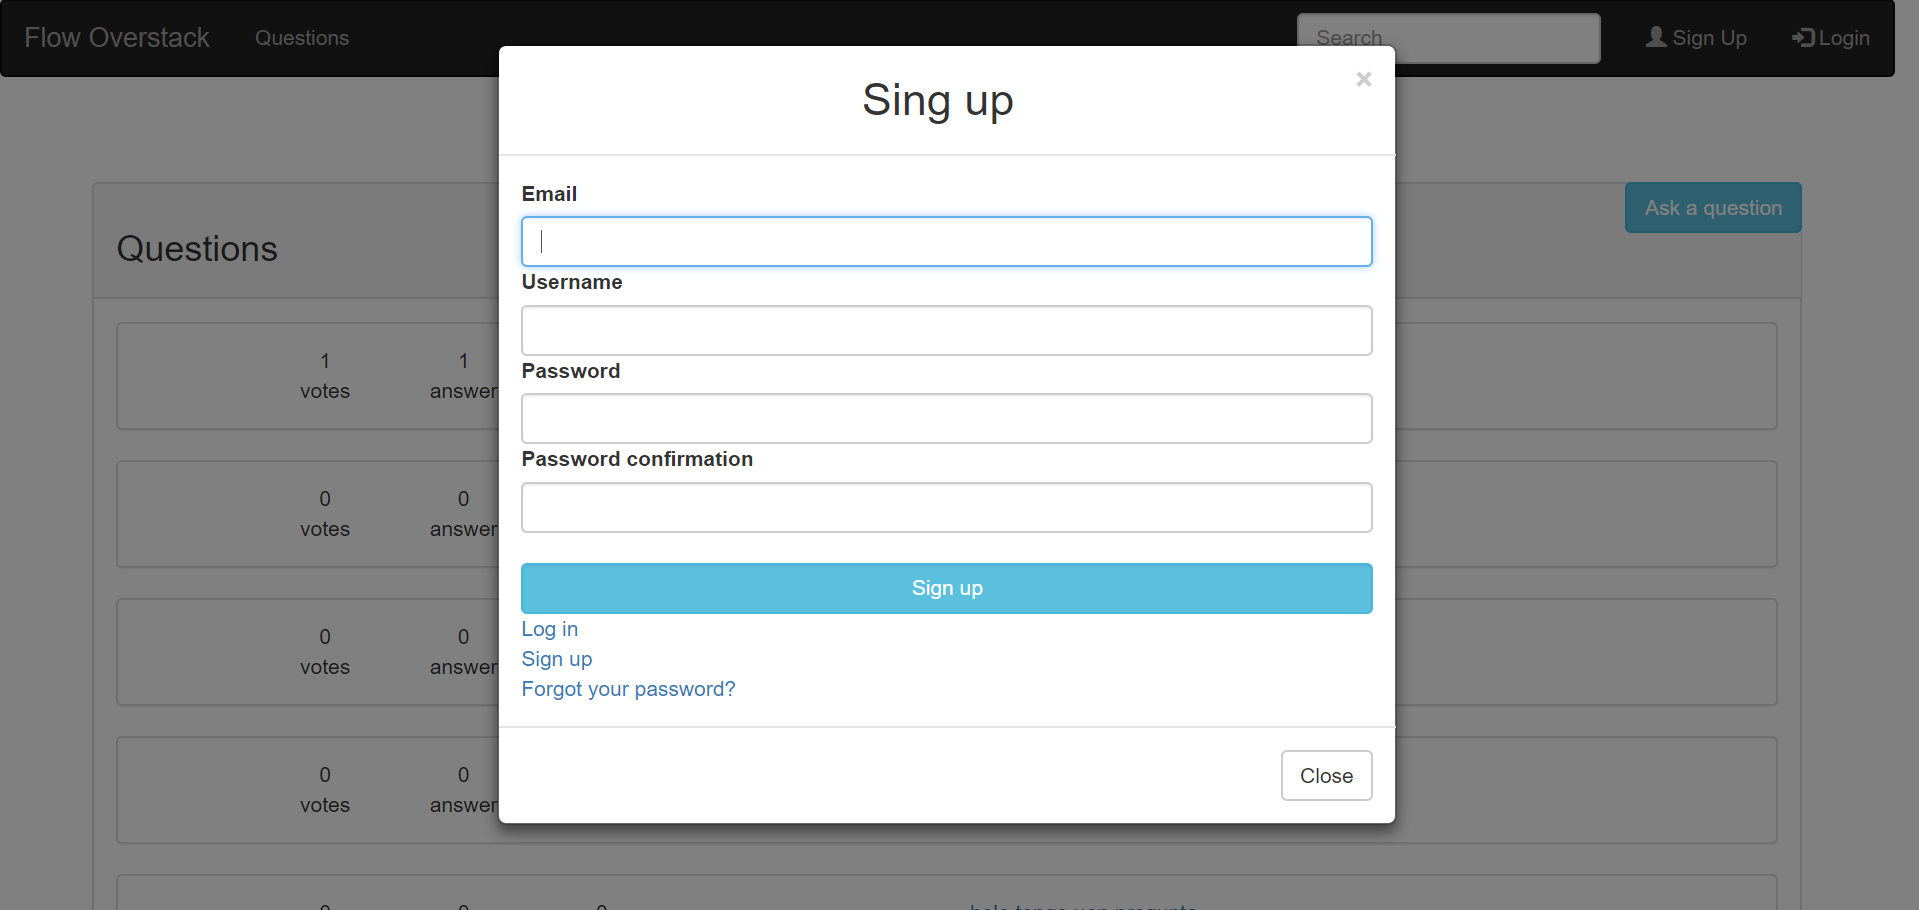 Flow Overstack Questions Search Sign Up Login
Sing up ×
Email
Username
Password
Password confirmation
Sign up
Log in
Sign up
Forgot your password?
Close
Questions Ask a question
1 1
votes answer
0 0
votes answer
0 0
votes answer
0 0
votes answer